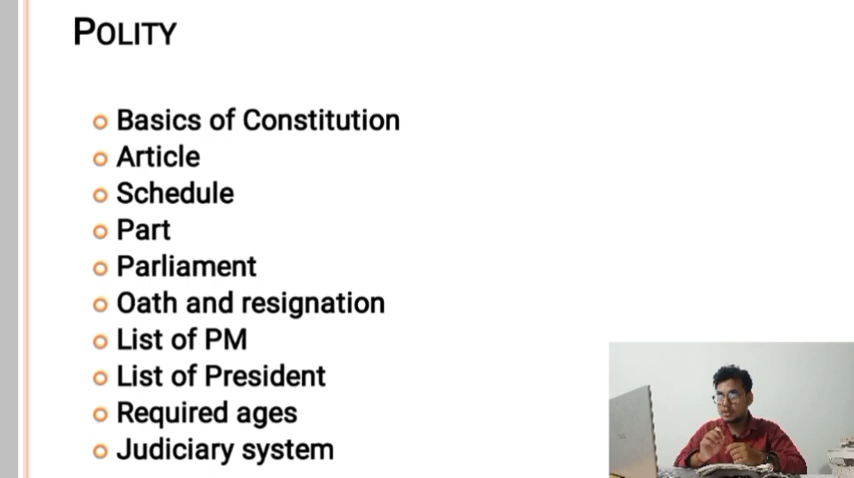 POLITY
Basics of Constitution
Article
Schedule
Part
Parliament
Oath and resignation
List of PM
List of President
Required ages
Judiciary system